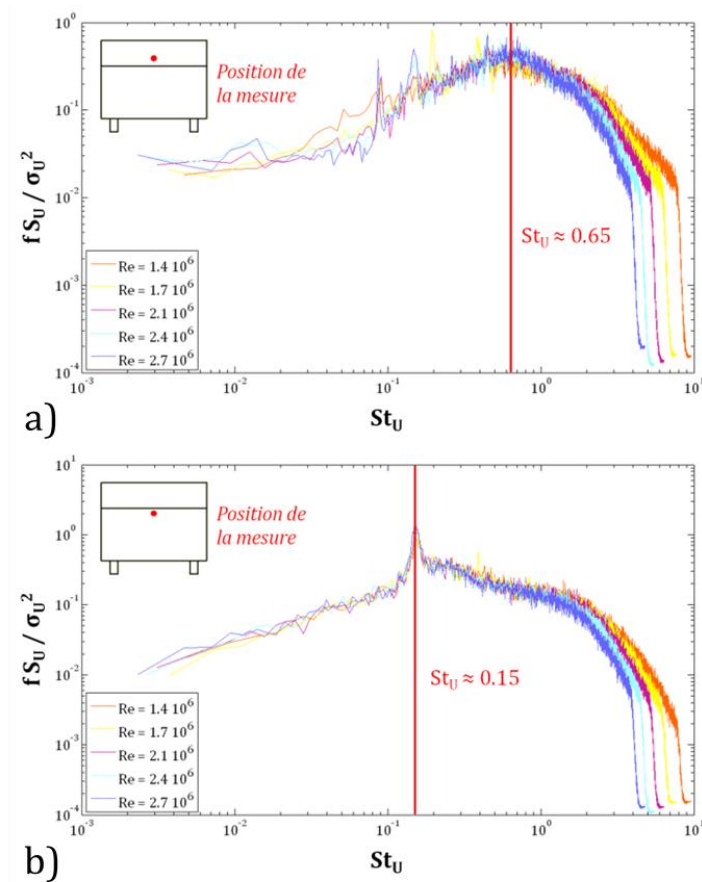 10^0
10^-1
10^-2
10^-3
10^-4
f S_U / σ_U^2
Position de
la mesure
St_U ≈ 0.65
Re = 1.4 10^6
Re = 1.7 10^6
Re = 2.1 10^6
Re = 2.4 10^6
Re = 2.7 10^6
10^-3 10^-2 10^-1 10^0 10^1
St_U
a)
10^1
10^0
10^-1
10^-2
10^-3
10^-4
f S_U / σ_U^2
Position de
la mesure
St_U ≈ 0.15
Re = 1.4 10^6
Re = 1.7 10^6
Re = 2.1 10^6
Re = 2.4 10^6
Re = 2.7 10^6
10^-3 10^-2 10^-1 10^0 10^1
St_U
b)